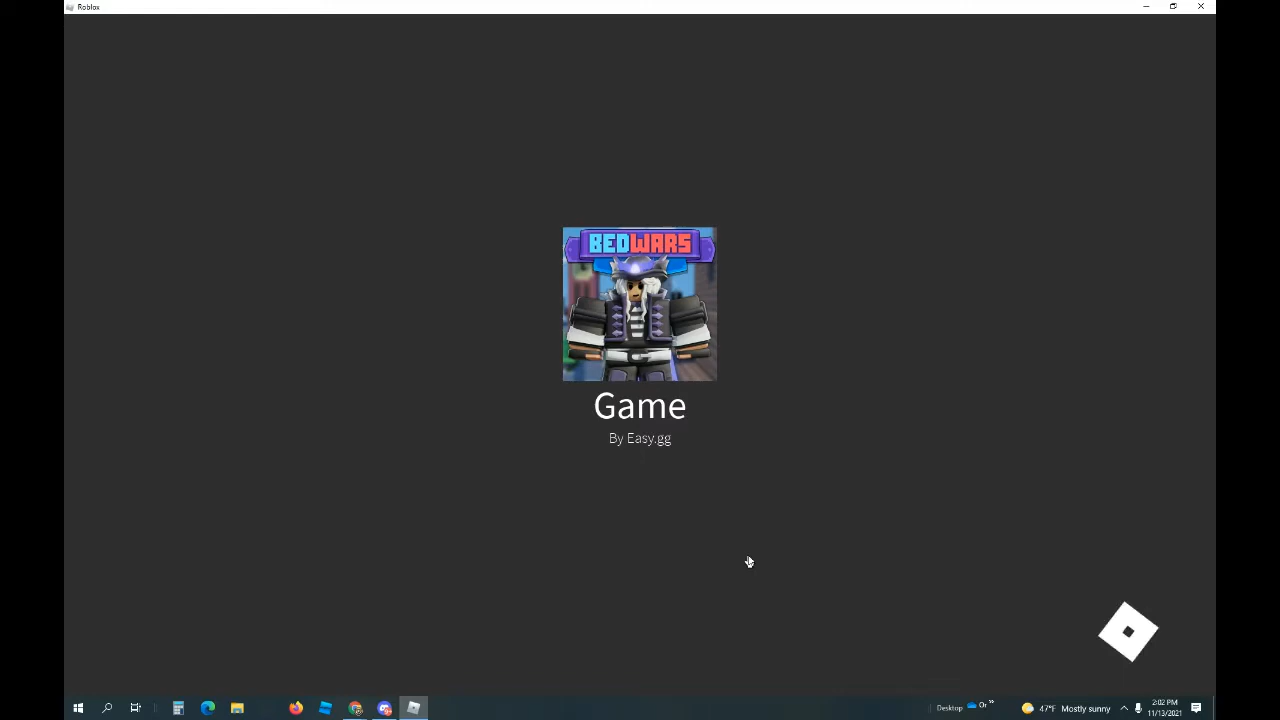 Roblox
BEDWARS
Game
By Easy.gg
Desktop
47°F Mostly sunny
2:02 PM
11/13/2021